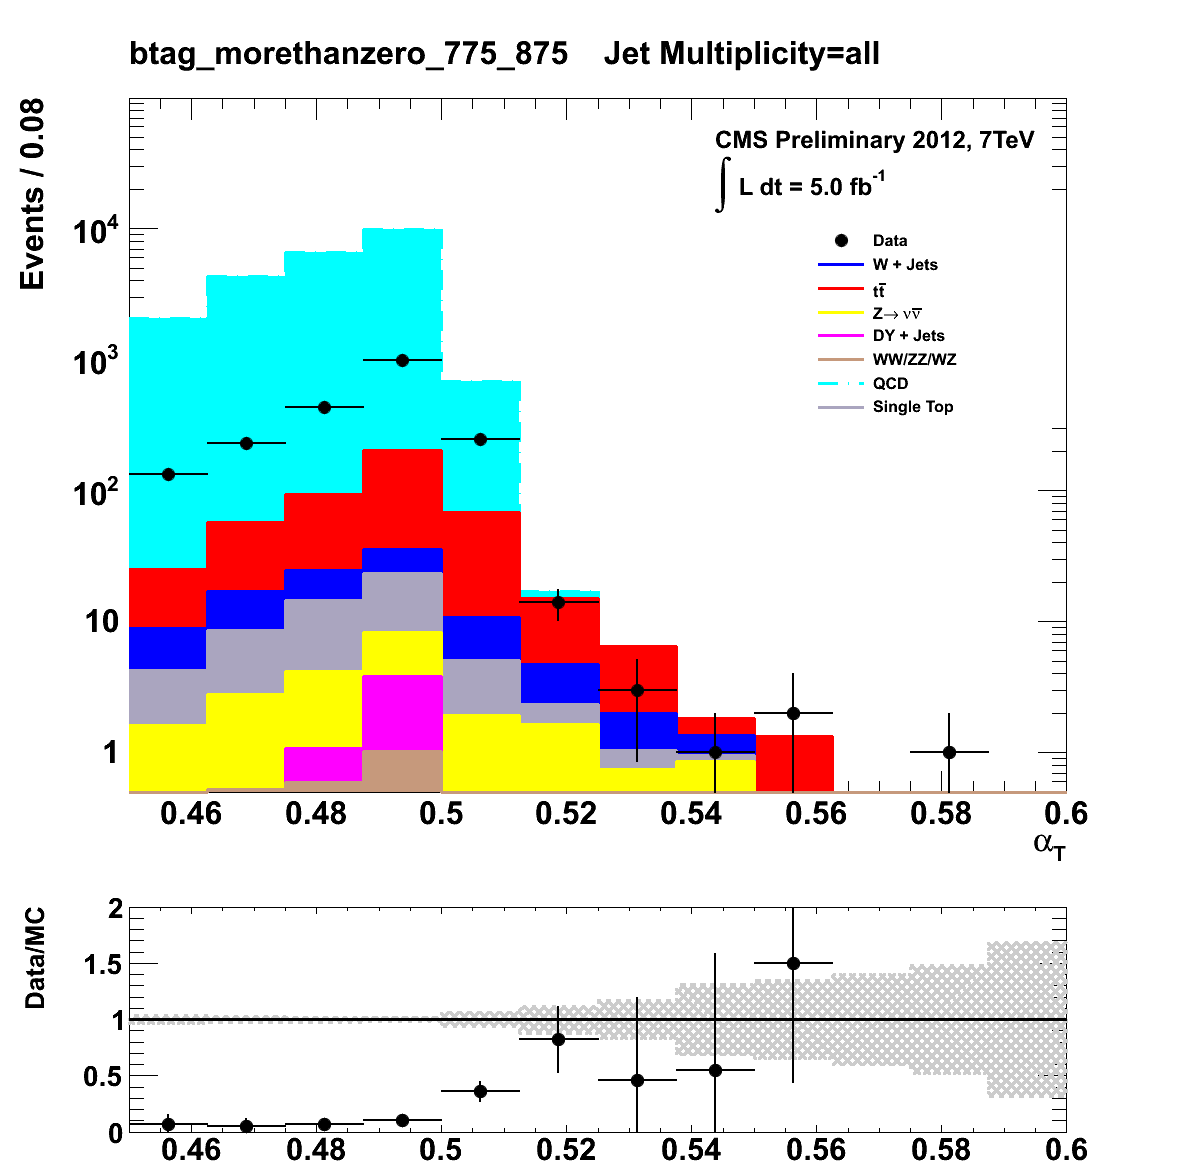 btag_morethanzero_775_875 Jet Multiplicity=all
Events / 0.08
CMS Preliminary 2012, 7TeV
∫ L dt = 5.0 fb⁻¹
Data
W + Jets
tt̅
Z→ νν̅
DY + Jets
WW/ZZ/WZ
QCD
Single Top
10⁴
10³
10²
10
1
0.46 0.48 0.5 0.52 0.54 0.56 0.58 0.6
α_T
Data/MC
2
1.5
1
0.5
0
0.46 0.48 0.5 0.52 0.54 0.56 0.58 0.6